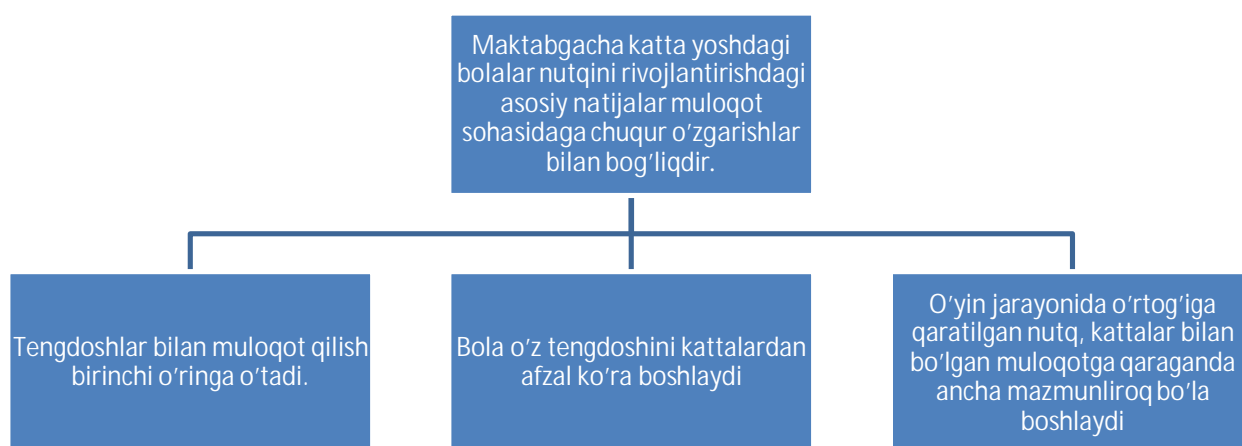 Maktabgacha katta yoshdagi
bolalar nutqini rivojlantirishdagi
asosiy natijalar muloqot
sohasidaga chuqur o’zgarishlar
bilan bog’liqdir.
Tengdoshlar bilan muloqot qilish
birinchi o’ringa o’tadi.
Bola o’z tengdoshini kattalardan
afzal ko’ra boshlaydi
O’yin jarayonida o’rtog’iga
qaratilgan nutq, kattalar bilan
bo’lgan muloqotga qaraganda
ancha mazmunliroq bo’la
boshlaydi